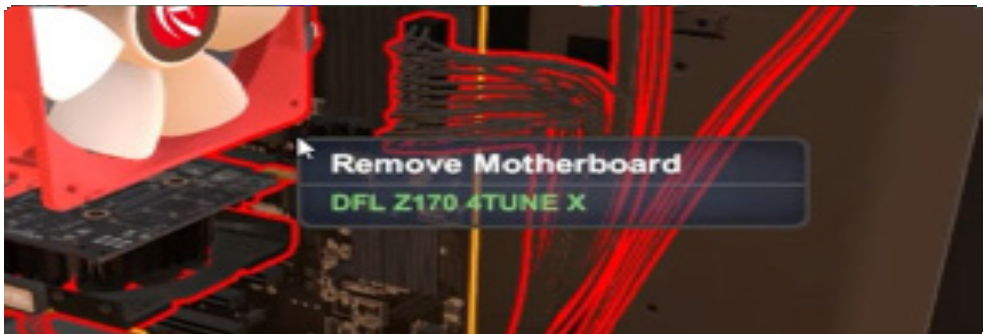 Remove Motherboard
DFL Z170 4TUNE X